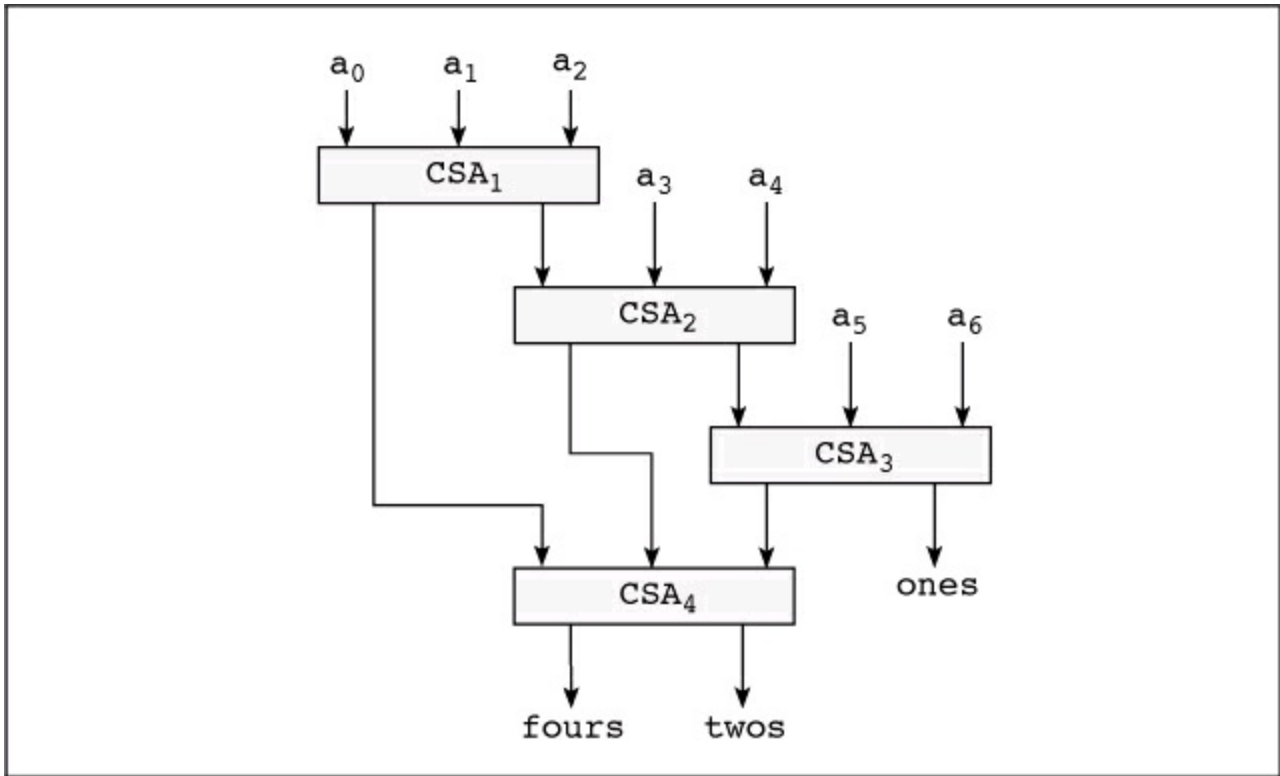 a₀ a₁ a₂
CSA₁
a₃ a₄
CSA₂
a₅ a₆
CSA₃
ones
CSA₄
fours twos